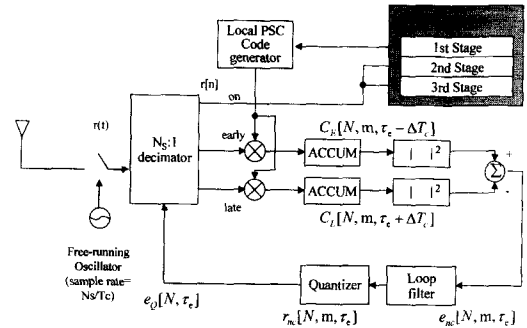 Local PSC
Code
generator
1st Stage
2nd Stage
3rd Stage
r[n]
on
r(t)
N_S:1
decimator
early
late
C_E[N, m, τ_e − ΔT_c]
ACCUM
| |²
+
Σ
-
ACCUM
| |²
C_L[N, m, τ_e + ΔT_c]
Free-running
Oscillator
(sample rate=
Ns/Tc)
e_Q[N, τ_e]
Quantizer
Loop
filter
r_nc[N, m, τ_e]
e_nc[N, m, τ_e]